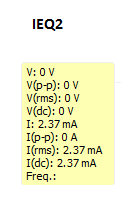 IEQ2
V: 0 V
V(p-p): 0 V
V(rms): 0 V
V(dc): 0 V
I: 2.37 mA
I(p-p): 0 A
I(rms): 2.37 mA
I(dc): 2.37 mA
Freq.: